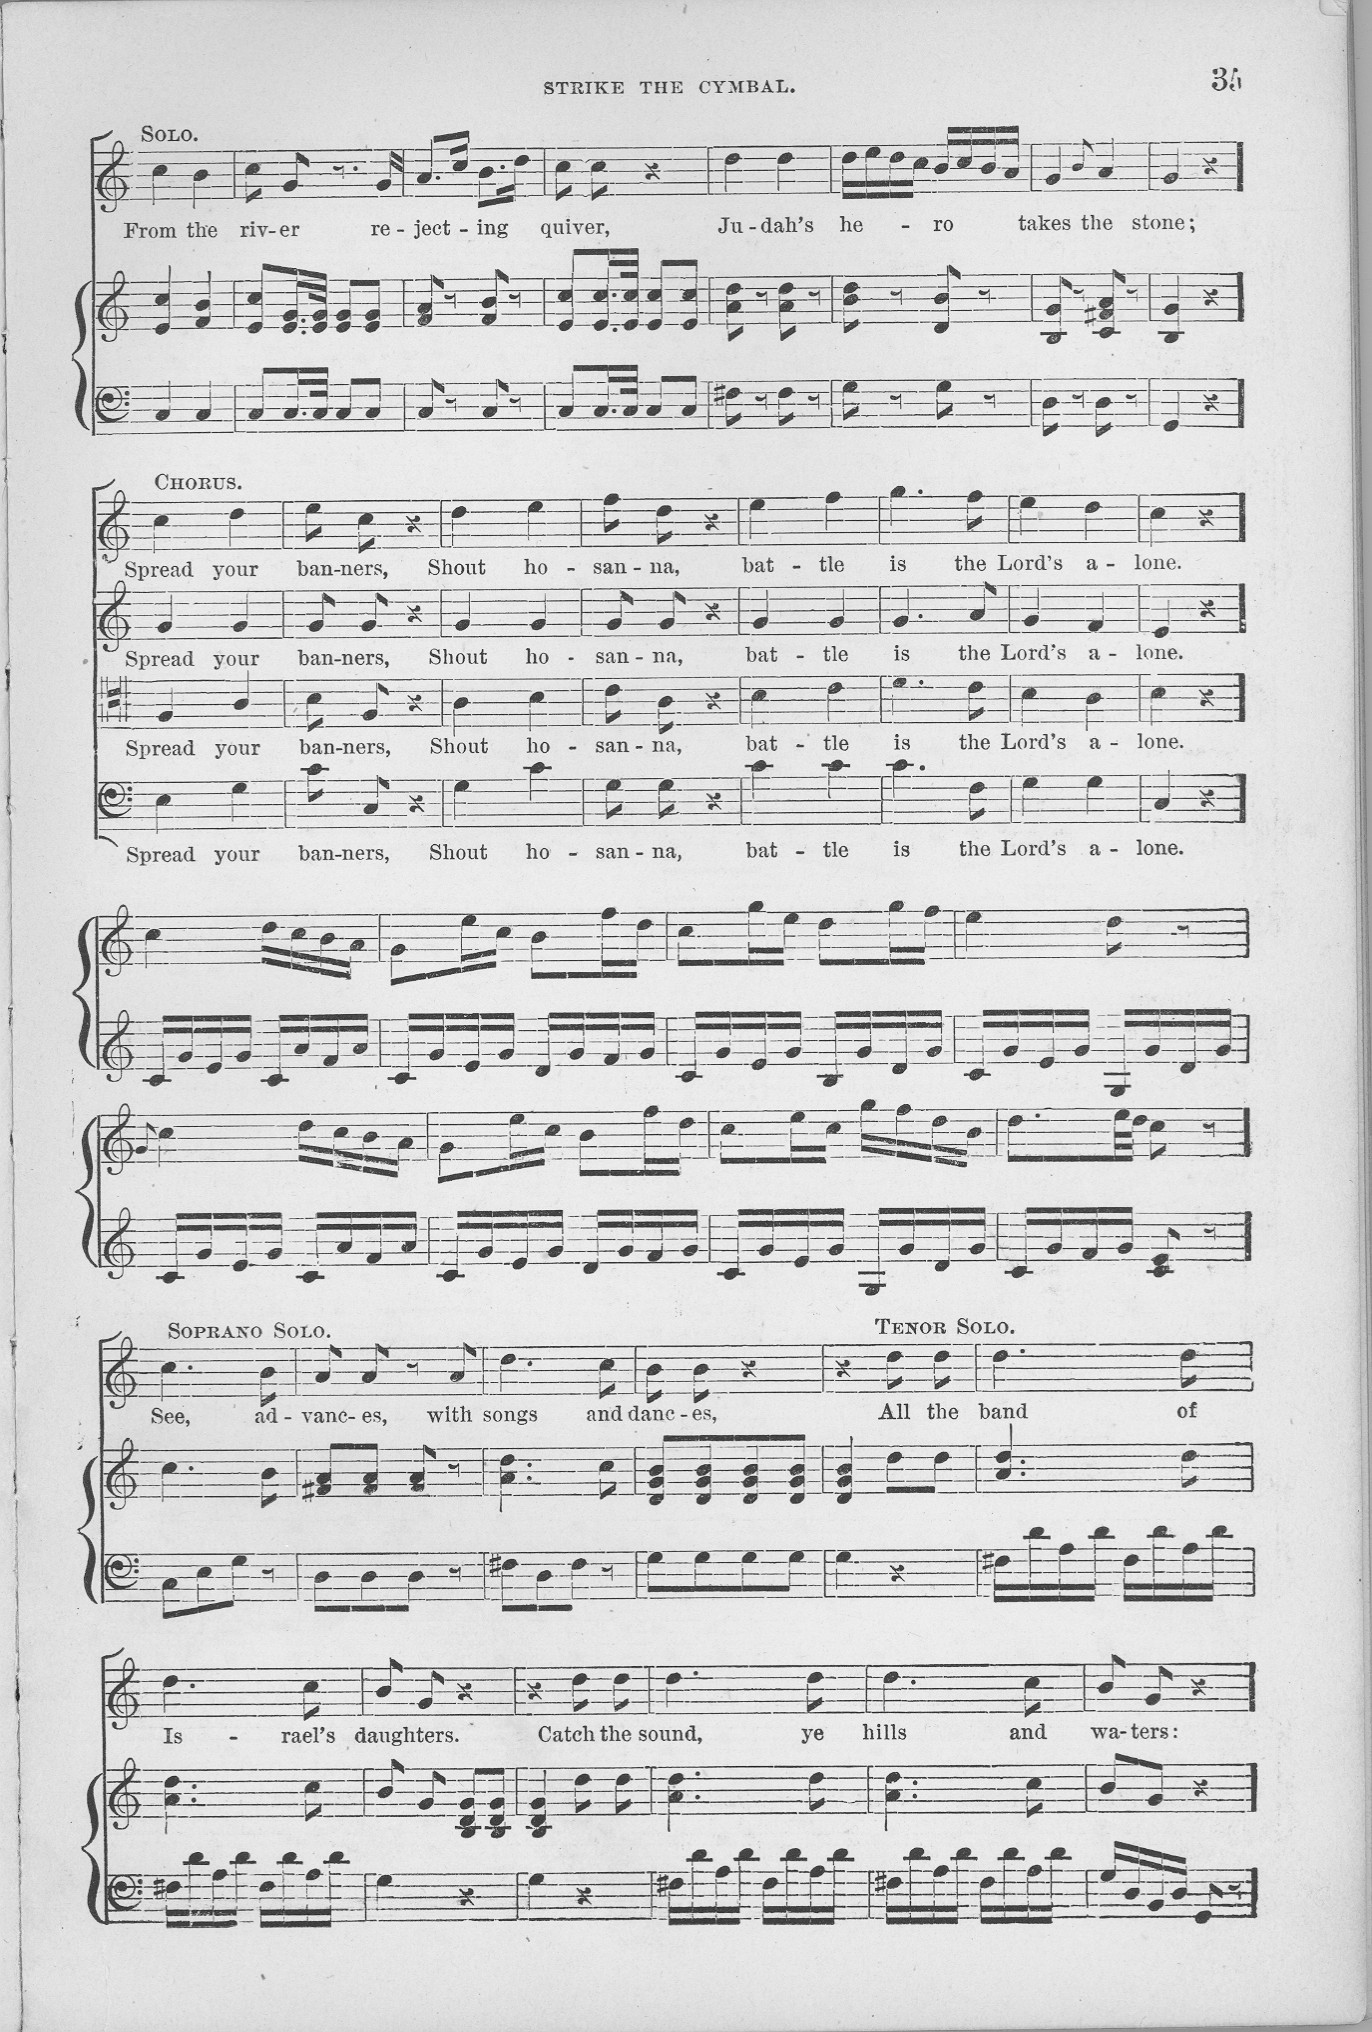 STRIKE THE CYMBAL.
35
SOLO.
From the riv-er re - ject - ing quiver, Ju - dah's he - ro takes the stone;
CHORUS.
Spread your ban-ners, Shout ho - san - na, bat - tle is the Lord's a - lone.
Spread your ban-ners, Shout ho - san - na, bat - tle is the Lord's a - lone.
Spread your ban-ners, Shout ho - san - na, bat - tle is the Lord's a - lone.
Spread your ban-ners, Shout ho - san - na, bat - tle is the Lord's a - lone.
SOPRANO SOLO.
TENOR SOLO.
See, ad - vanc- es, with songs and danc - es, All the band of
Is - rael's daughters. Catch the sound, ye hills and wa- ters: